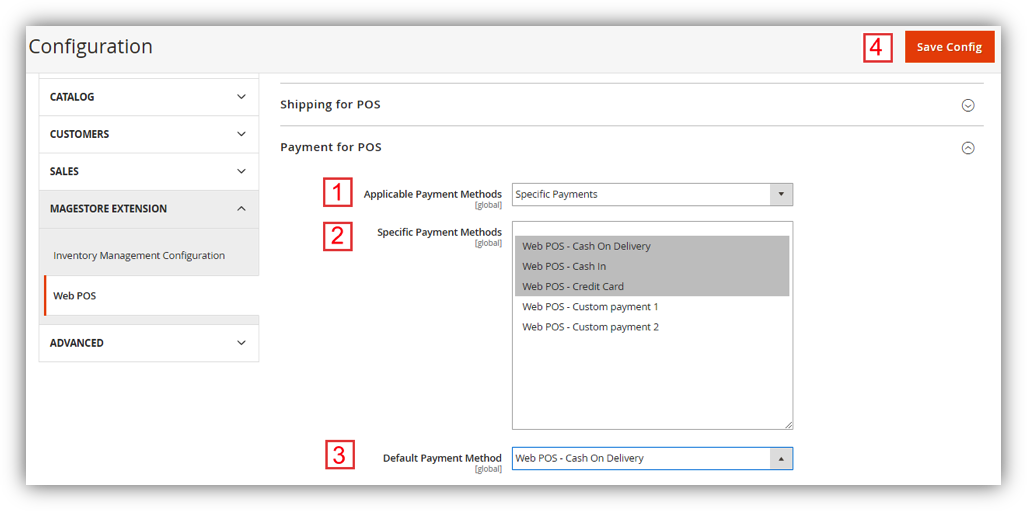 Configuration
4
Save Config
CATALOG
CUSTOMERS
SALES
MAGESTORE EXTENSION
Inventory Management Configuration
Web POS
ADVANCED
Shipping for POS
Payment for POS
1
Applicable Payment Methods
[global]
Specific Payments
2
Specific Payment Methods
[global]
Web POS - Cash On Delivery
Web POS - Cash In
Web POS - Credit Card
Web POS - Custom payment 1
Web POS - Custom payment 2
3
Default Payment Method
[global]
Web POS - Cash On Delivery